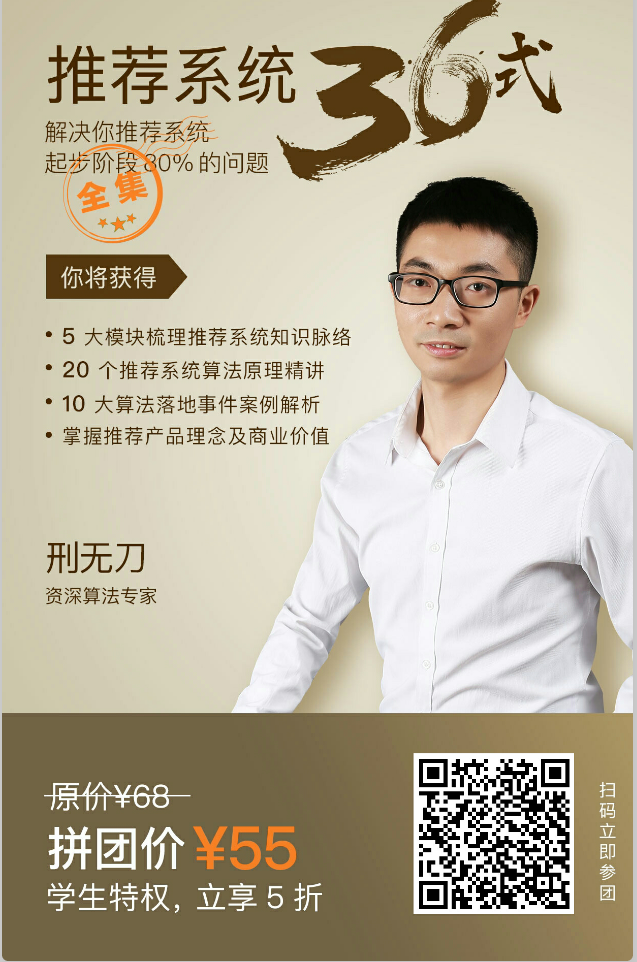 推荐系统36式
解决你推荐系统
起步阶段 80% 的问题
全集
你将获得
• 5 大模块梳理推荐系统知识脉络
• 20 个推荐系统算法原理精讲
• 10 大算法落地事件案例解析
• 掌握推荐产品理念及商业价值
刑无刀
资深算法专家
原价¥68
拼团价 ¥55
学生特权，立享 5 折
扫码立即参团